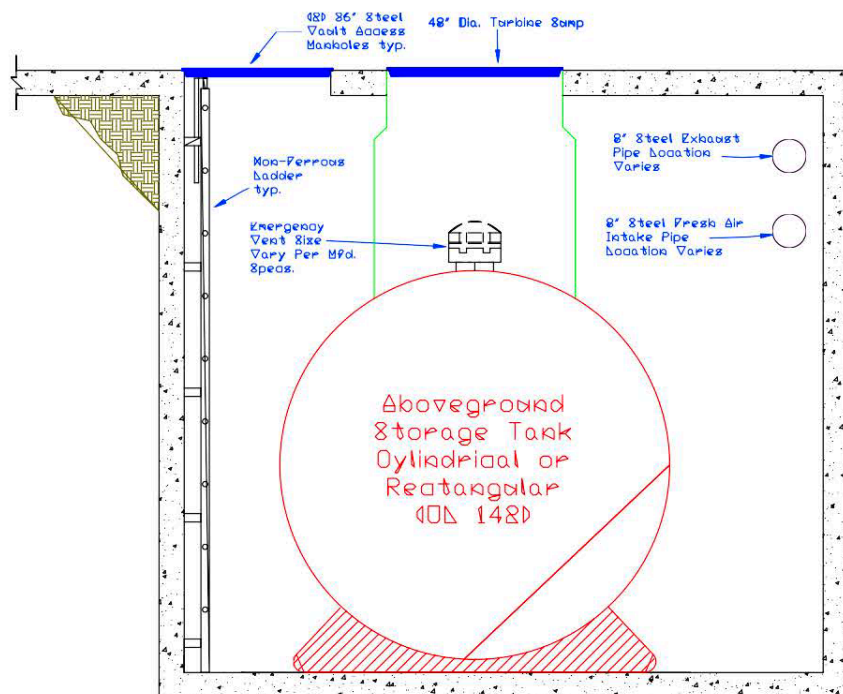 36" Steel
Vault Access
Manholes typ.
48" Dia. Turbine Sump
8" Steel Exhaust
Pipe Location
Varies
Non-Ferrous
Ladder
typ.
Emergency
Vent Size
Vary Per Mfd.
Specs.
8" Steel Fresh Air
Intake Pipe
Location Varies
Aboveground
Storage Tank
Cylindrical or
Rectangular
(UL 142)